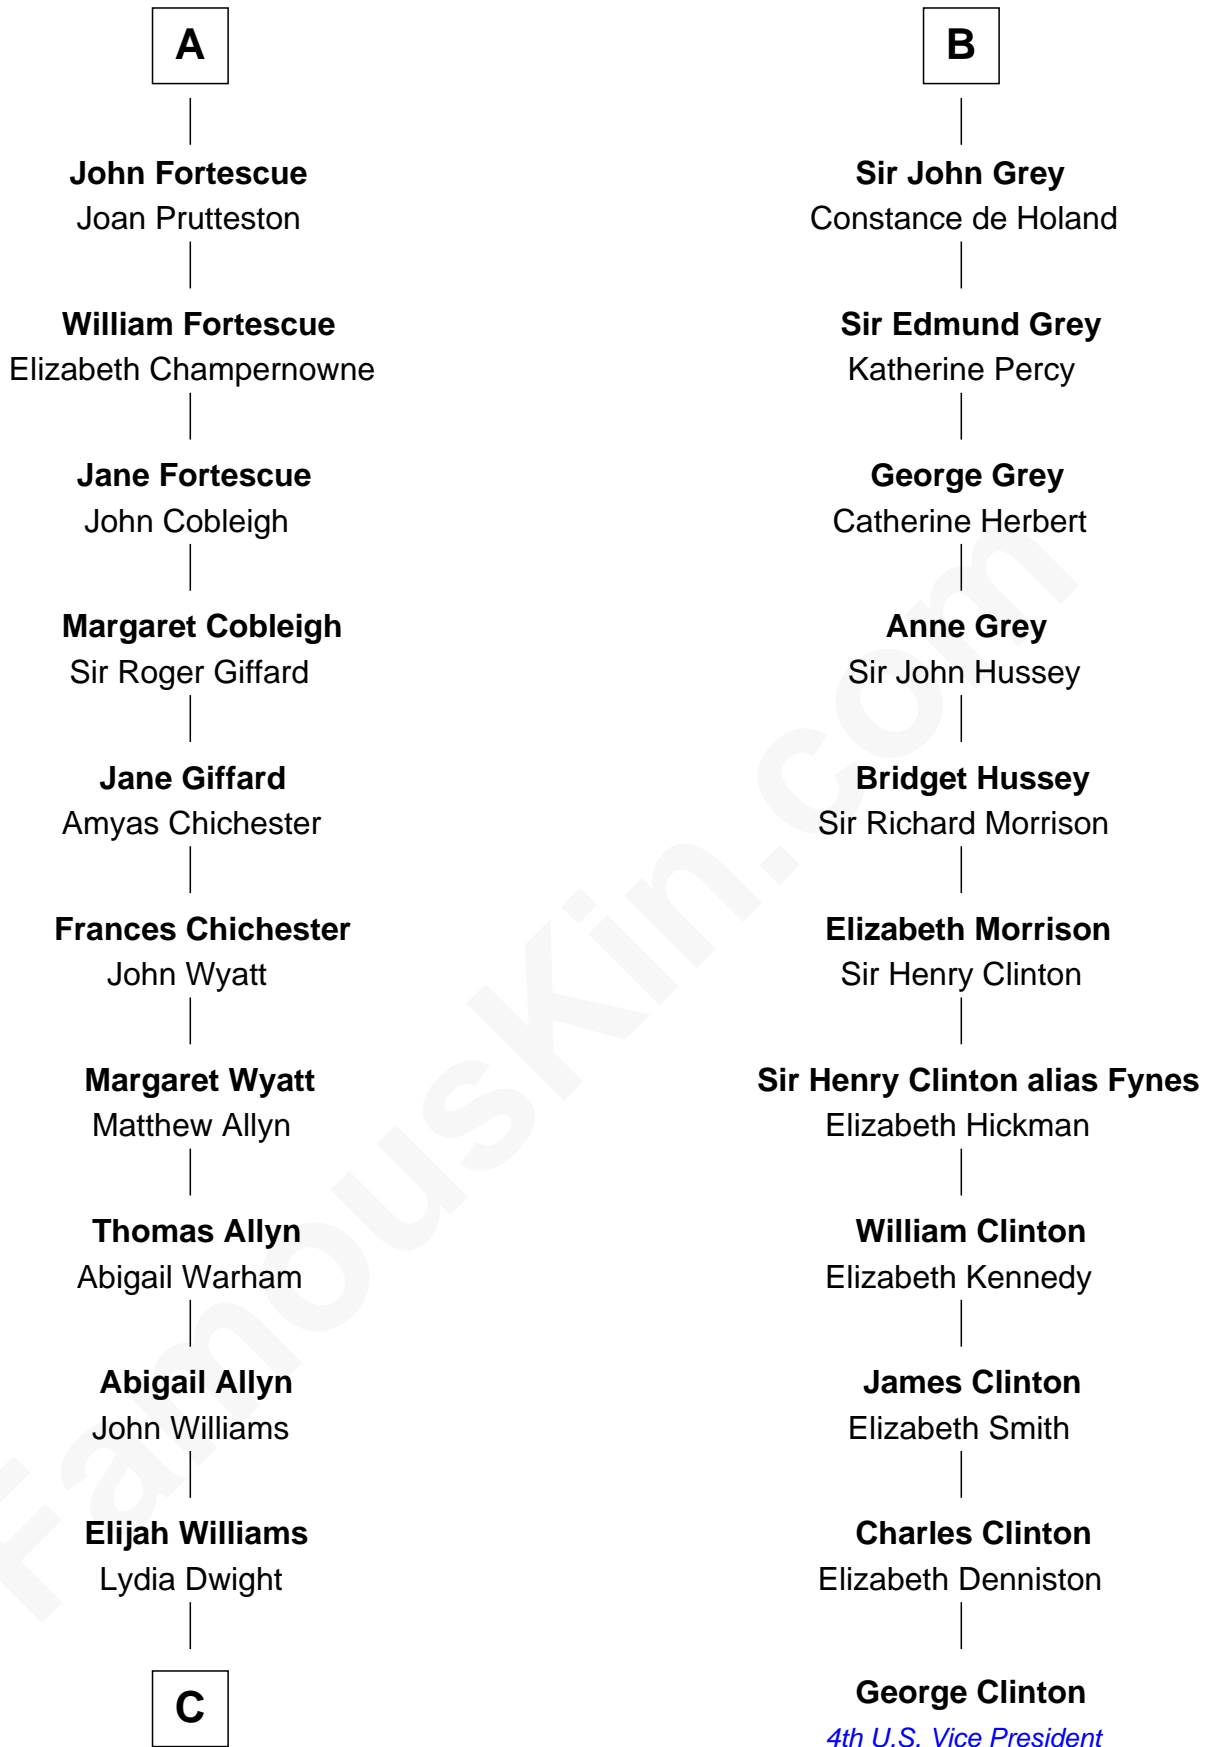 A
John Fortescue
Joan Prutteston
William Fortescue
Elizabeth Champernowne
Jane Fortescue
John Cobleigh
Margaret Cobleigh
Sir Roger Giffard
Jane Giffard
Amyas Chichester
Frances Chichester
John Wyatt
Margaret Wyatt
Matthew Allyn
Thomas Allyn
Abigail Warham
Abigail Allyn
John Williams
Elijah Williams
Lydia Dwight
C
B
Sir John Grey
Constance de Holand
Sir Edmund Grey
Katherine Percy
George Grey
Catherine Herbert
Anne Grey
Sir John Hussey
Bridget Hussey
Sir Richard Morrison
Elizabeth Morrison
Sir Henry Clinton
Sir Henry Clinton alias Fynes
Elizabeth Hickman
William Clinton
Elizabeth Kennedy
James Clinton
Elizabeth Smith
Charles Clinton
Elizabeth Denniston
George Clinton
4th U.S. Vice President
FamousKin.com